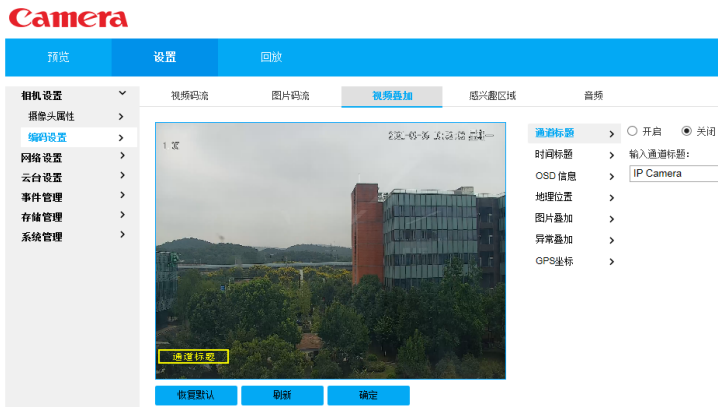 Camera
预览 设置 回放
相机设置
摄像头属性
编码设置
网络设置
云台设置
事件管理
存储管理
系统管理
视频码流 图片码流 视频叠加 感兴趣区域 音频
通道标题
恢复默认 刷新 确定
通道标题
时间标题
OSD 信息
地理位置
图片叠加
异常叠加
GPS坐标
开启 关闭
输入通道标题:
IP Camera